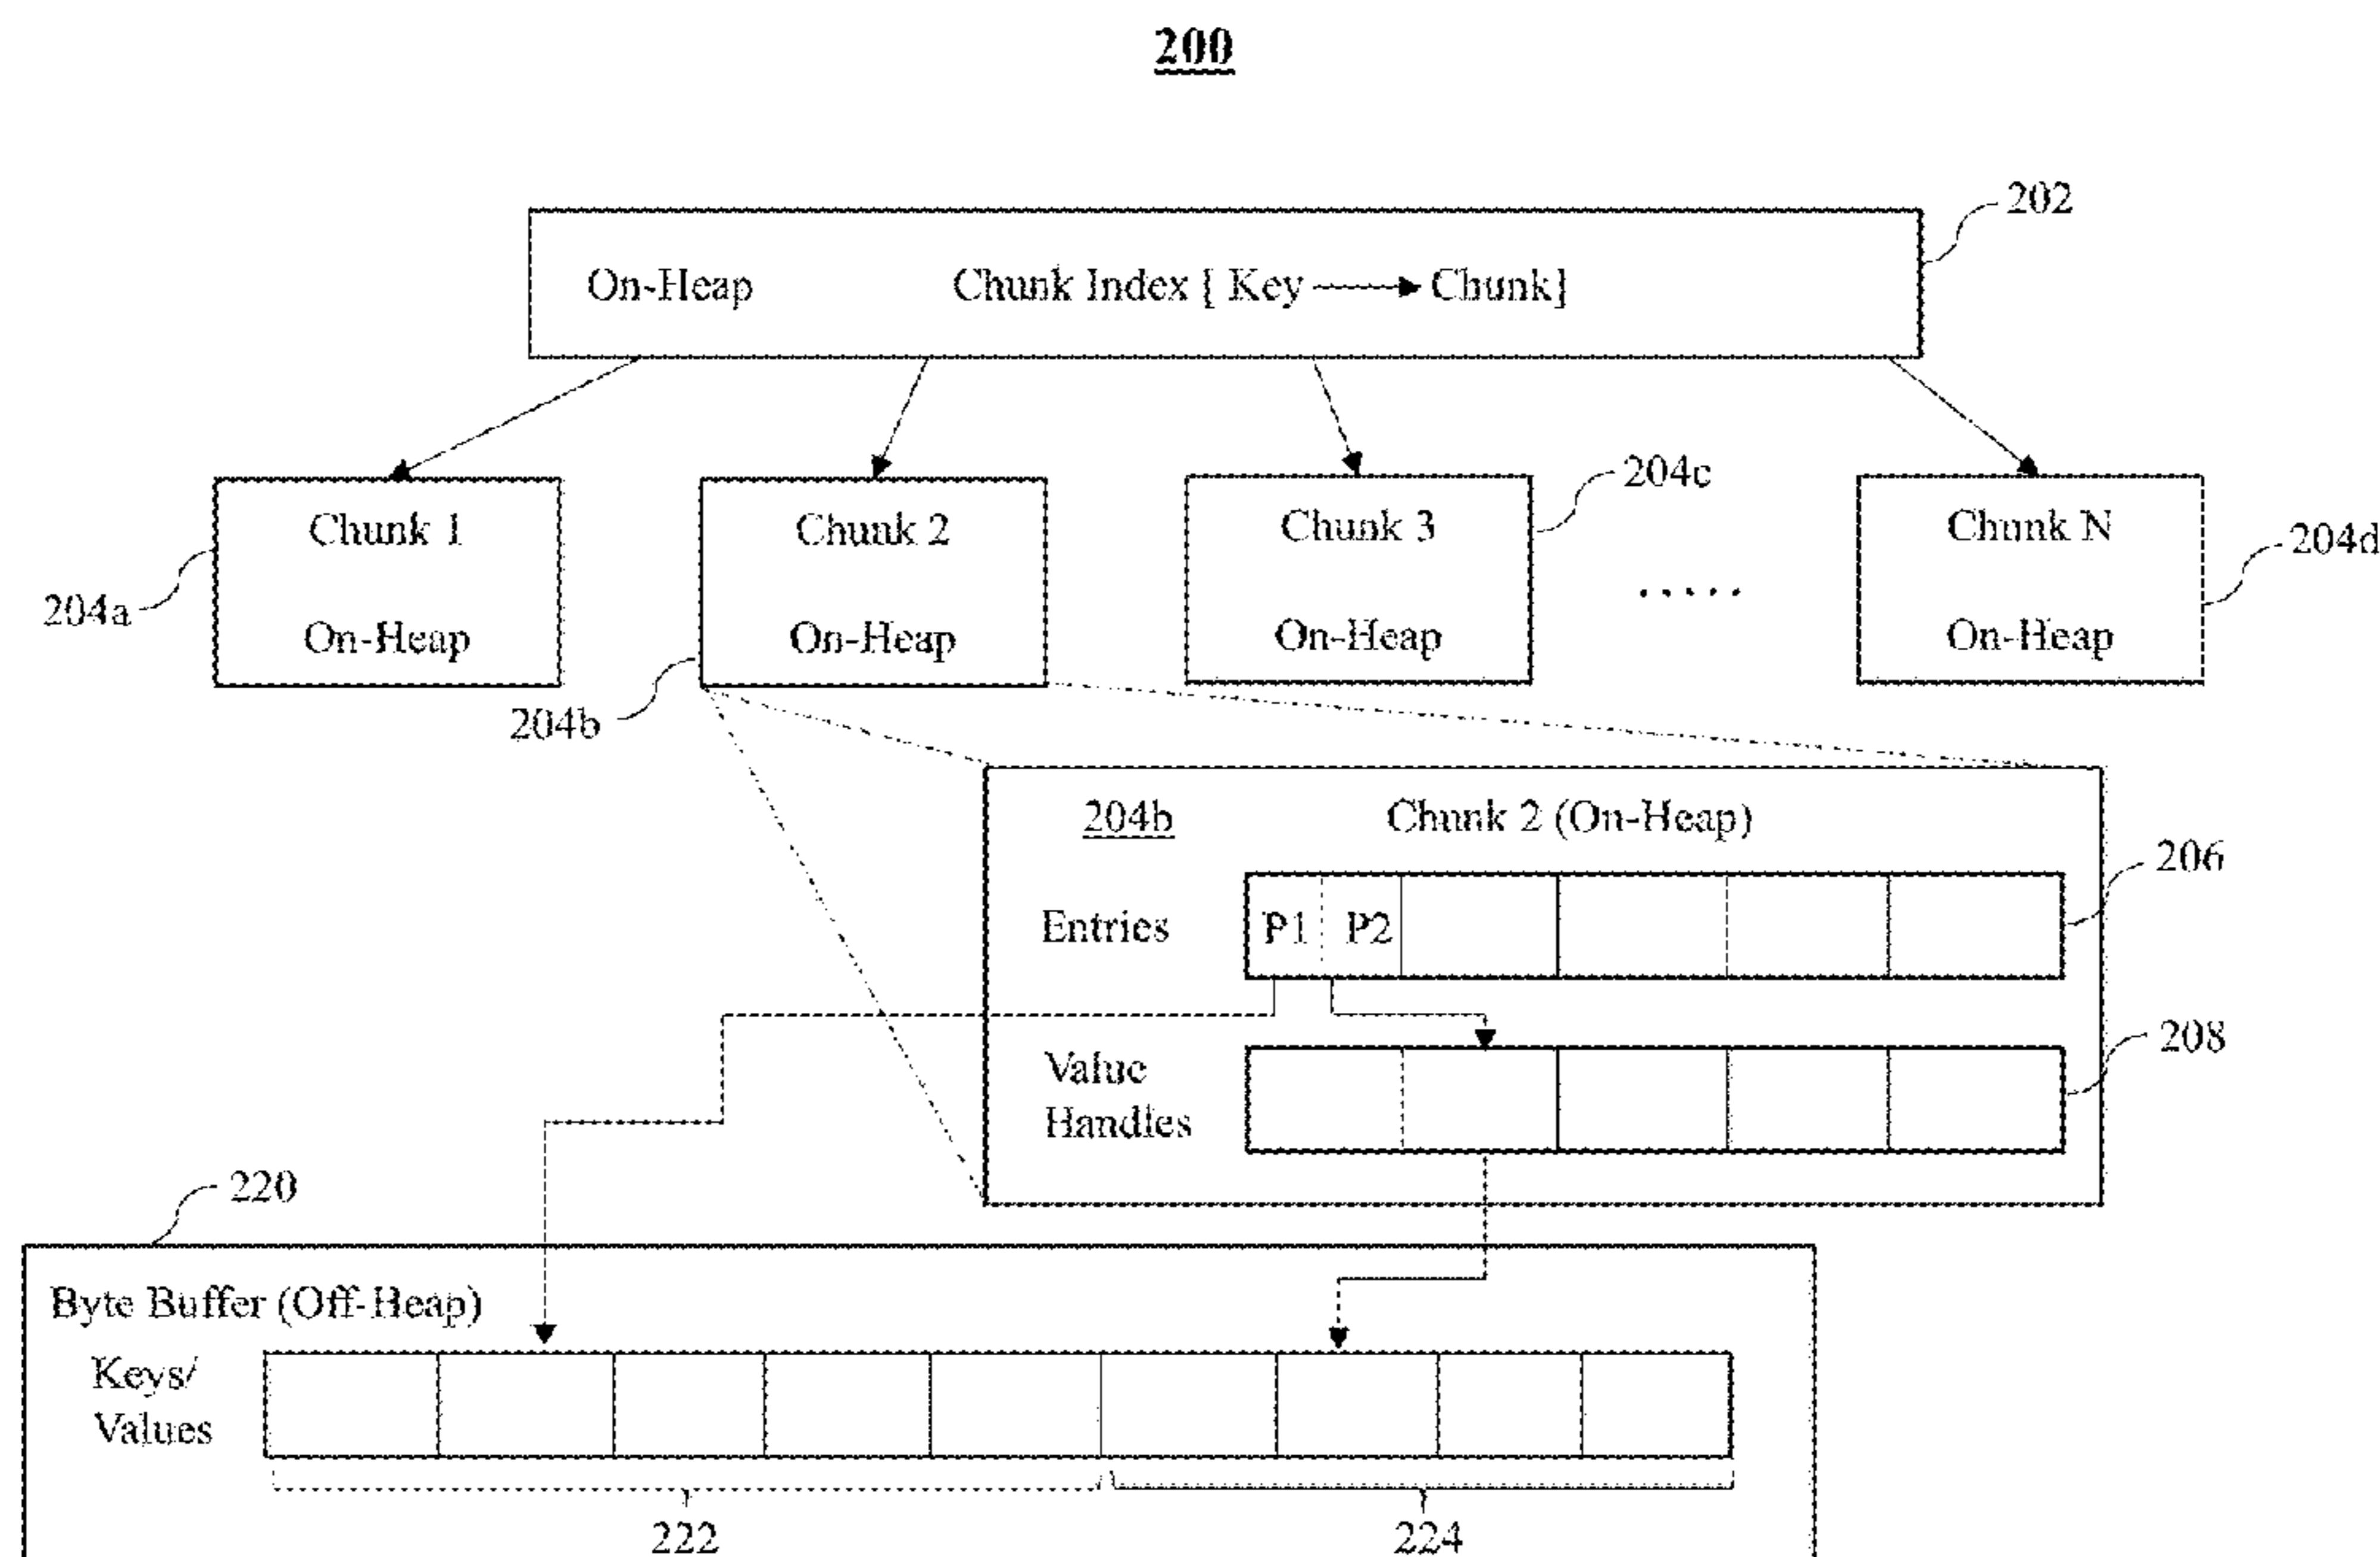 200
202
On-Heap Chunk Index [ Key Chunk]
204c
Chunk 1
Chunk 2
Chunk 3
Chunk N
204d
204a
On-Heap
On-Heap
On-Heap
On-Heap
204b
204b Chunk 2 (On-Heap)
206
Entries P1 P2
208
Value
Handles
220
Byte Buffer (Off-Heap)
Keys/
Values
222
224